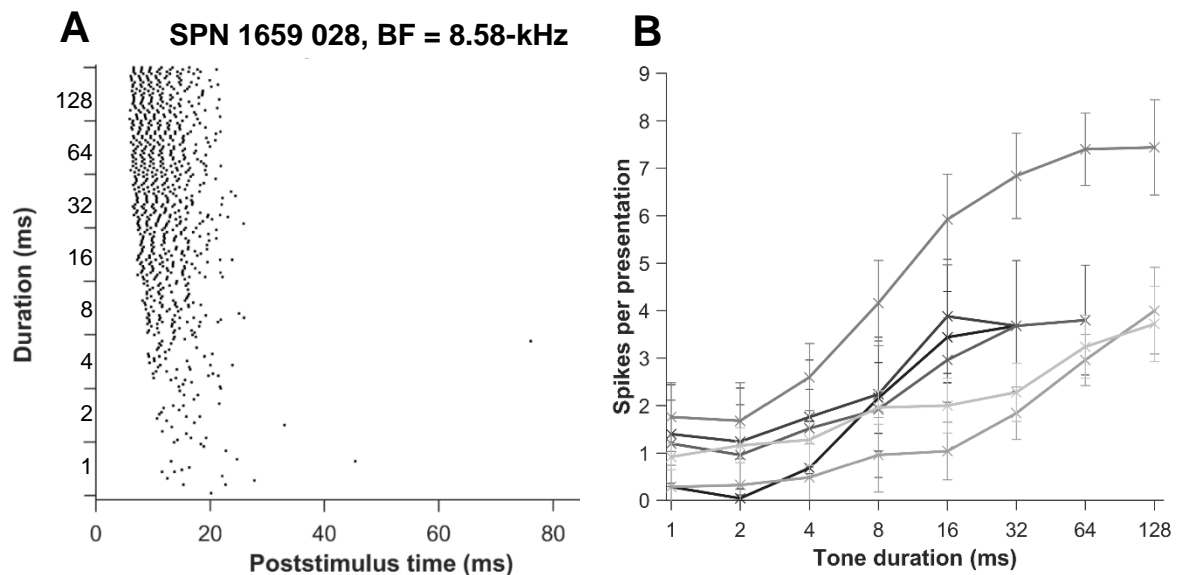 A
SPN 1659 028, BF = 8.58-kHz
Duration (ms)
128
64
32
16
8
4
2
1
0 20 40 60 80
Poststimulus time (ms)
B
Spikes per presentation
9
8
7
6
5
4
3
2
1
0
1 2 4 8 16 32 64 128
Tone duration (ms)